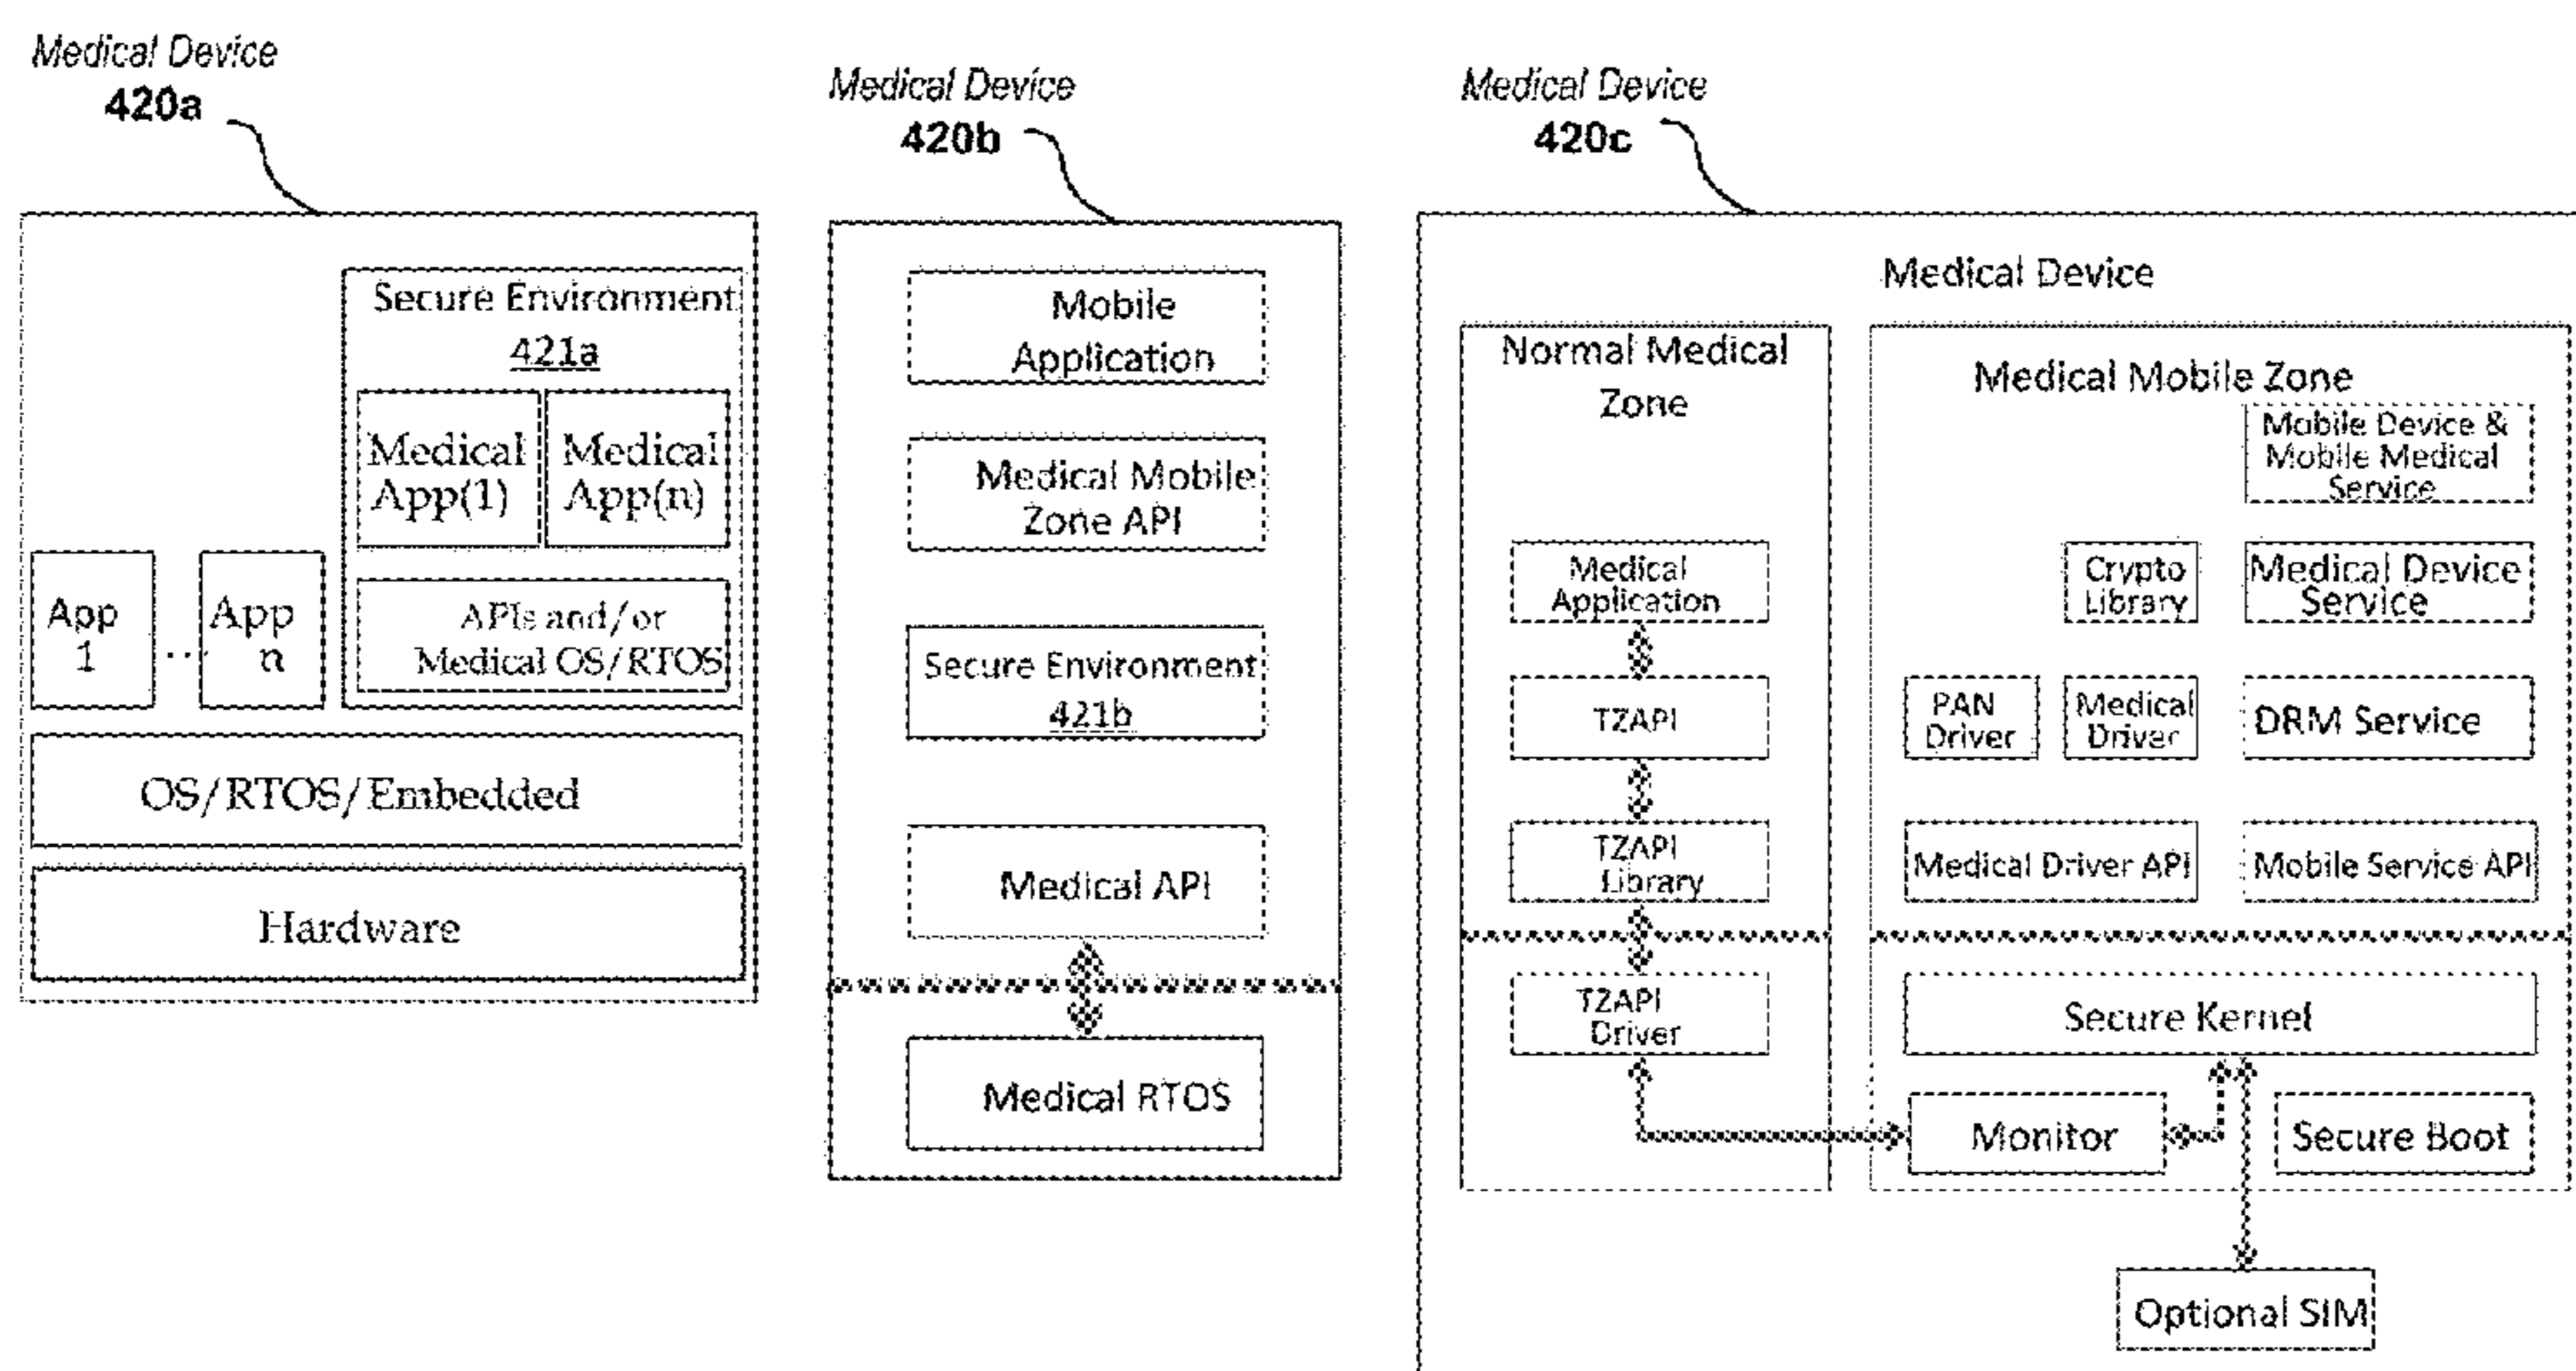 Medical Device
420a
Secure Environment
421a
Medical
App(1)
Medical
App(n)
App
1
...
App
n
APIs and/or
Medical OS/RTOS
OS/RTOS/Embedded
Hardware
Medical Device
420b
Mobile
Application
Medical Mobile
Zone API
Secure Environment
421b
Medical API
Medical RTOS
Medical Device
420c
Medical Device
Normal Medical
Zone
Medical
Application
TZAPI
TZAPI
Library
TZAPI
Driver
Medical Mobile Zone
Mobile Device &
Mobile Medical
Service
Crypto
Library
Medical Device
Service
PAN
Driver
Medical
Driver
DRM Service
Medical Driver API
Mobile Service API
Secure Kernel
Monitor
Secure Boot
Optional SIM